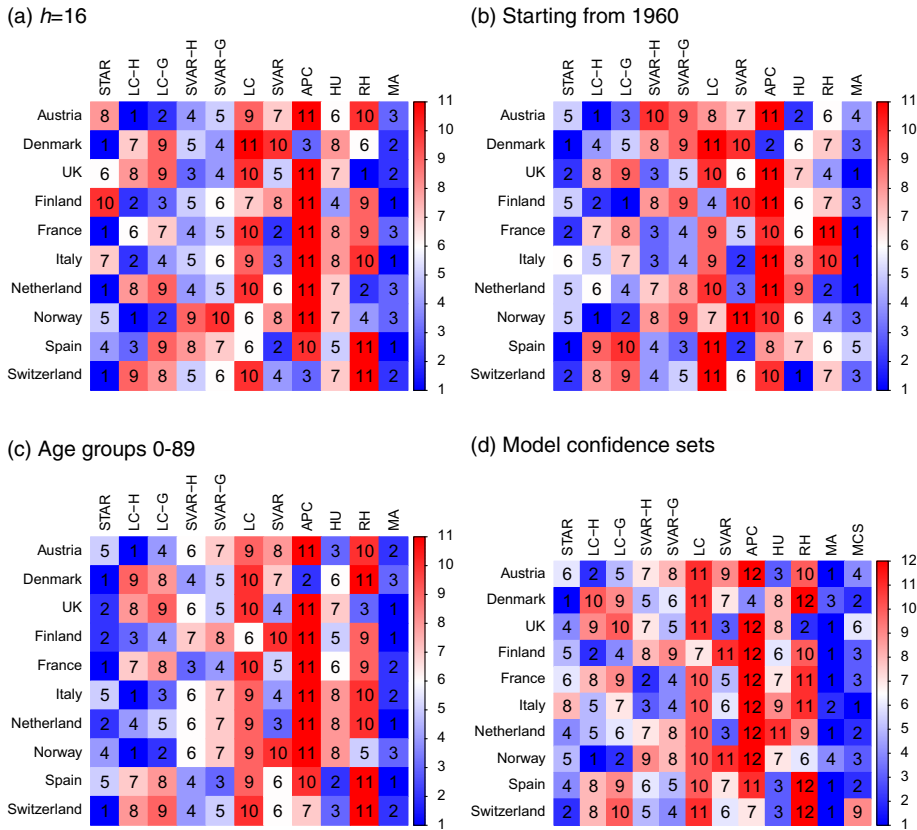 (a) h=16
STAR LC-H LC-G SVAR-H SVAR-G LC SVAR APC HU RH MA
Austria 8 1 2 4 5 9 7 11 6 10 3
Denmark 1 7 9 5 4 11 10 3 8 6 2
UK 6 8 9 3 4 10 5 11 7 1 2
Finland 10 2 3 5 6 7 8 11 4 9 1
France 1 6 7 5 4 10 2 11 8 9 3
Italy 7 2 4 5 6 9 3 11 8 10 1
Netherland 1 8 9 4 5 10 6 11 7 2 3
Norway 5 1 2 9 10 6 8 11 7 4 3
Spain 4 3 9 8 7 6 2 10 5 11 1
Switzerland 1 9 8 5 6 10 4 3 7 11 2
11
10
9
8
7
6
5
4
3
2
1
(b) Starting from 1960
STAR LC-H LC-G SVAR-H SVAR-G LC SVAR APC HU RH MA
Austria 5 1 3 10 9 8 7 11 2 6 4
Denmark 1 4 5 8 9 11 10 2 6 7 3
UK 2 8 9 3 5 10 6 11 7 4 1
Finland 5 2 1 8 9 4 10 11 6 7 3
France 2 7 8 3 4 9 5 10 6 11 1
Italy 6 5 7 3 4 9 2 11 8 10 1
Netherland 5 6 4 7 8 10 3 11 9 2 1
Norway 5 1 2 8 9 7 11 10 6 4 3
Spain 1 9 10 4 3 11 2 8 7 6 5
Switzerland 2 8 9 4 5 11 6 10 1 7 3
11
10
9
8
7
6
5
4
3
2
1
(c) Age groups 0-89
STAR LC-H LC-G SVAR-H SVAR-G LC SVAR APC HU RH MA
Austria 5 1 4 6 7 9 8 11 3 10 2
Denmark 1 9 8 4 5 10 7 2 6 11 3
UK 2 8 9 6 5 10 4 11 7 3 1
Finland 2 3 4 7 8 6 10 11 5 9 1
France 1 7 8 3 4 10 5 11 6 9 2
Italy 5 1 3 6 7 9 4 11 8 10 2
Netherland 2 4 5 6 7 9 3 11 8 10 1
Norway 4 1 2 6 7 9 10 11 8 5 3
Spain 5 7 8 4 3 9 6 10 2 11 1
Switzerland 1 8 9 4 5 10 6 7 3 11 2
11
10
9
8
7
6
5
4
3
2
1
(d) Model confidence sets
STAR LC-H LC-G SVAR-H SVAR-G LC SVAR APC HU RH MA MCS
Austria 6 2 5 7 8 11 9 12 3 10 1 4
Denmark 1 10 9 5 6 11 7 4 8 12 3 2
UK 4 9 10 7 5 11 3 12 8 2 1 6
Finland 5 2 4 8 9 7 11 12 6 10 1 3
France 6 8 9 2 4 10 5 12 7 11 1 3
Italy 8 5 7 3 4 10 6 12 9 11 2 1
Netherland 4 5 6 7 8 10 3 12 11 9 1 2
Norway 5 1 2 9 8 10 11 12 7 6 4 3
Spain 4 8 9 6 5 10 7 11 3 12 1 2
Switzerland 2 8 10 5 4 11 6 7 3 12 1 9
12
11
10
9
8
7
6
5
4
3
2
1